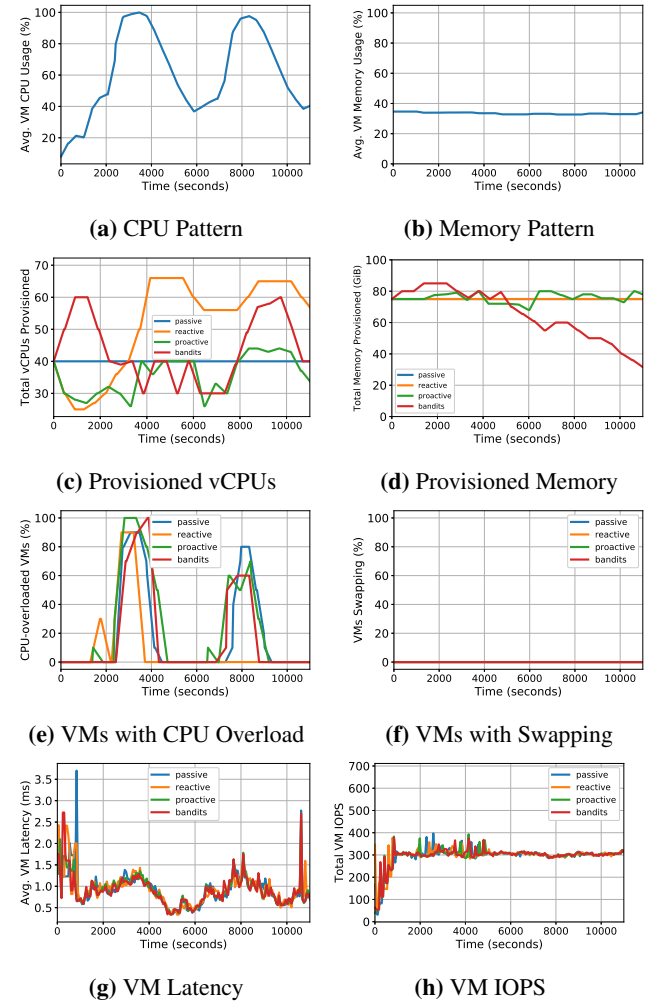 Avg. VM CPU Usage (%)
100
80
60
40
20
0 2000 4000 6000 8000 10000
Time (seconds)
(a) CPU Pattern
Avg. VM Memory Usage (%)
100
80
60
40
20
0
0 2000 4000 6000 8000 10000
Time (seconds)
(b) Memory Pattern
Total vCPUs Provisioned
70
60
50
40
30
passive
reactive
proactive
bandits
0 2000 4000 6000 8000 10000
Time (seconds)
(c) Provisioned vCPUs
Total Memory Provisioned (GiB)
100
80
60
40
20
0
passive
reactive
proactive
bandits
0 2000 4000 6000 8000 10000
Time (seconds)
(d) Provisioned Memory
CPU-overloaded VMs (%)
100
80
60
40
20
0
passive
reactive
proactive
bandits
0 2000 4000 6000 8000 10000
Time (seconds)
(e) VMs with CPU Overload
VMs Swapping (%)
100
80
60
40
20
0
passive
reactive
proactive
bandits
0 2000 4000 6000 8000 10000
Time (seconds)
(f) VMs with Swapping
Avg. VM Latency (ms)
3.5
3.0
2.5
2.0
1.5
1.0
0.5
passive
reactive
proactive
bandits
0 2000 4000 6000 8000 10000
Time (seconds)
(g) VM Latency
Total VM IOPS
700
600
500
400
300
200
100
0
passive
reactive
proactive
bandits
0 2000 4000 6000 8000 10000
Time (seconds)
(h) VM IOPS